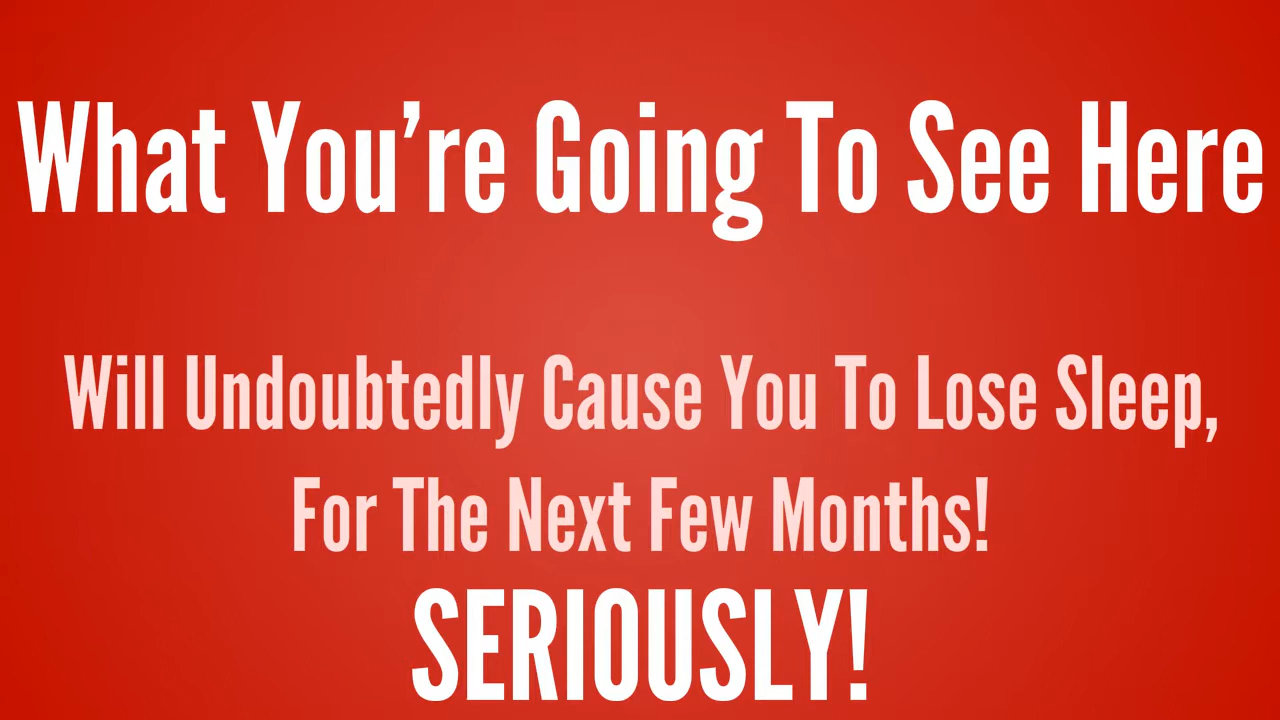 What You’re Going To See Here
Will Undoubtedly Cause You To Lose Sleep,
For The Next Few Months!
SERIOUSLY!